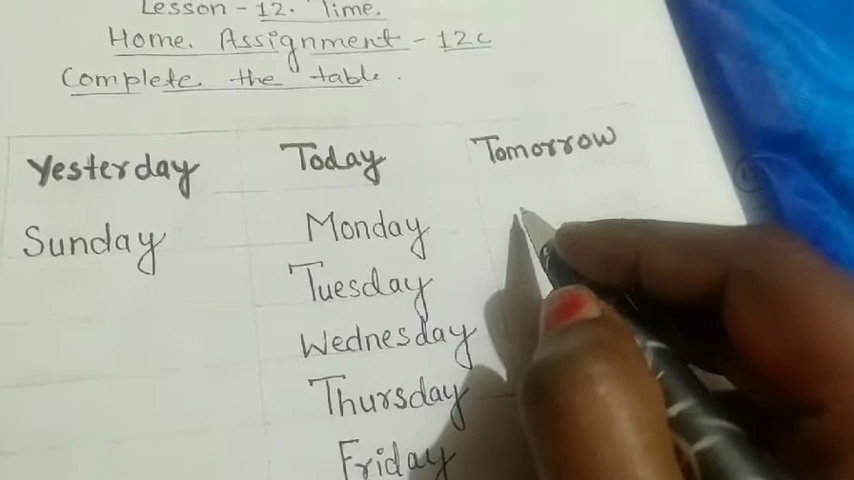 Lesson - 12. Time.
Home Assignment - 12c
Complete the table.
Yesterday Today Tomorrow
Sunday Monday
Tuesday
Wednesday
Thursday
Friday